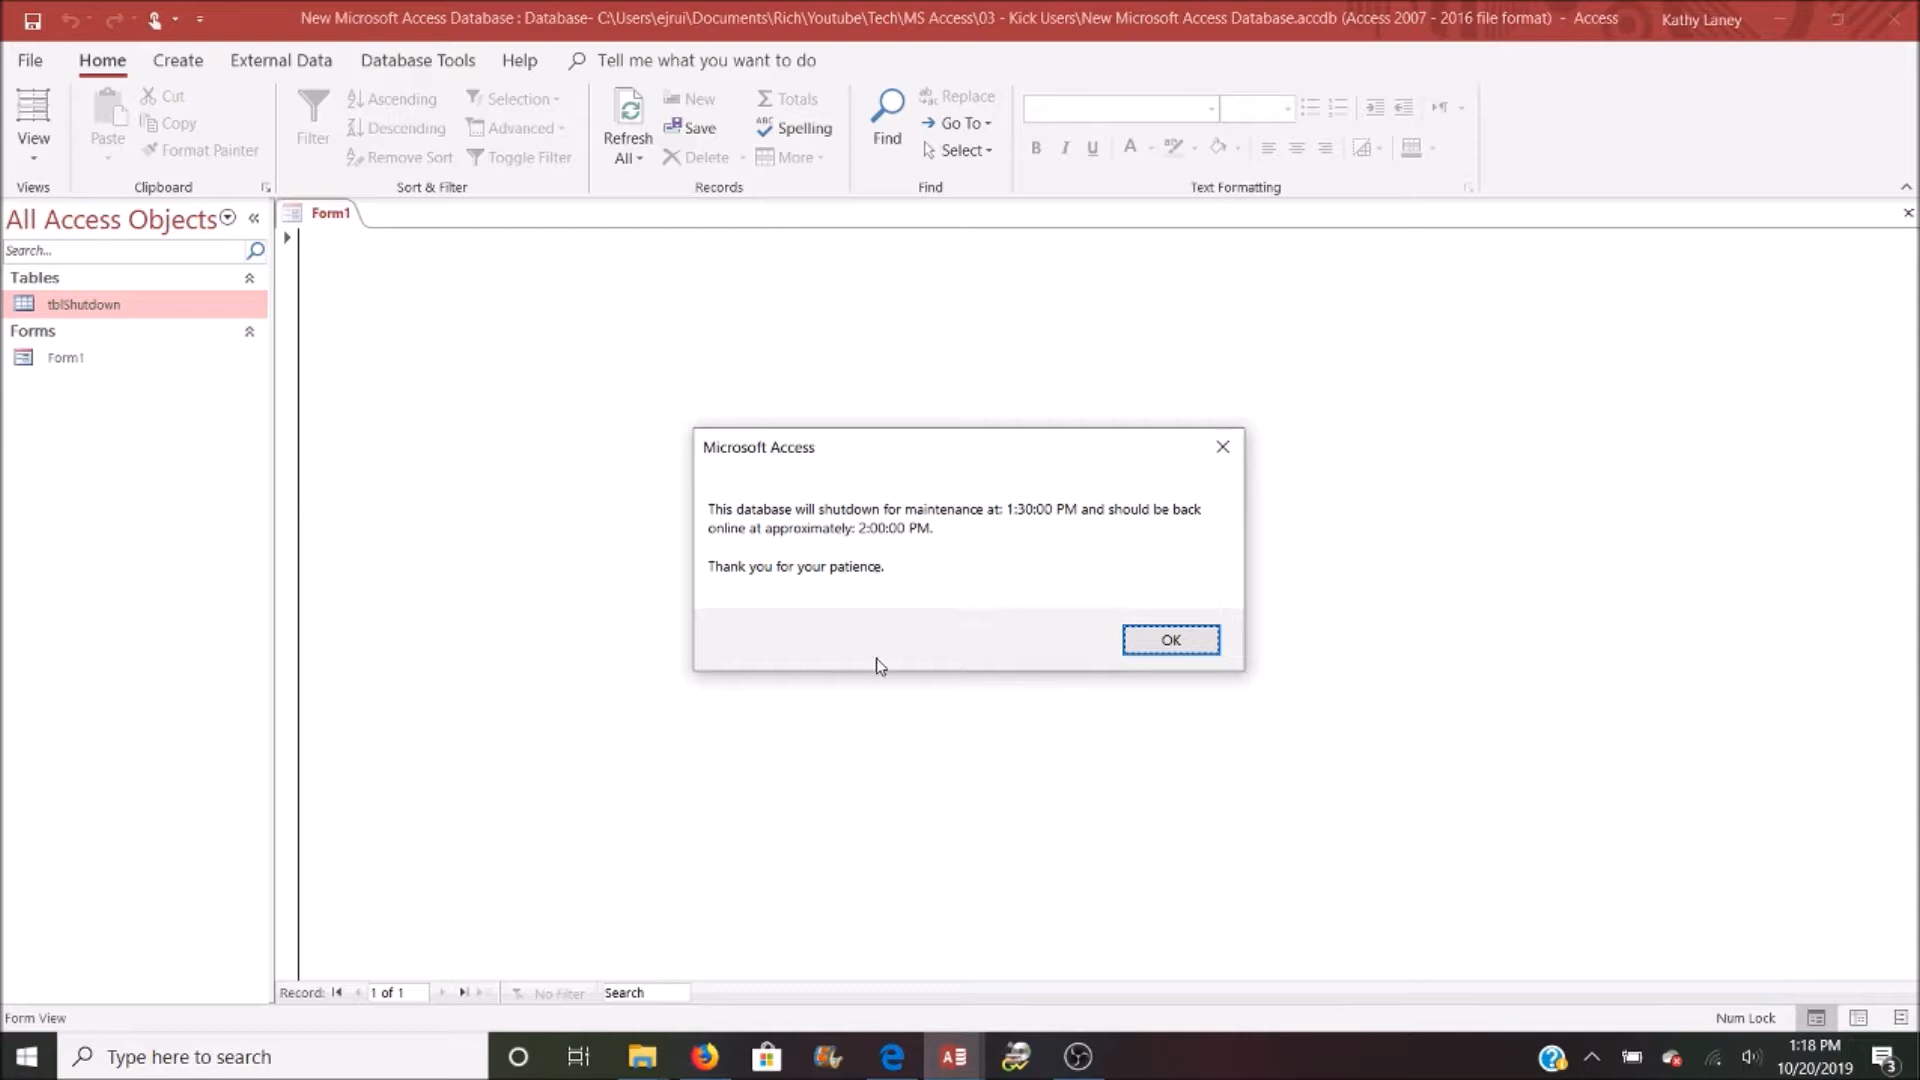 New Microsoft Access Database : Database- C:\Users\ejrui\Documents\Rich\Youtube\Tech\MS Access\03 - Kick Users\New Microsoft Access Database.accdb (Access 2007 - 2016 file format) - Access
Kathy Laney
File Home Create External Data Database Tools Help Tell me what you want to do
View
Views
Paste
Cut
Copy
Format Painter
Clipboard
Filter
Ascending
Descending
Remove Sort
Selection
Advanced
Toggle Filter
Sort & Filter
Refresh
All
New
Save
Delete
Totals
Spelling
More
Records
Find
Replace
Go To
Select
Find
B I U A
Text Formatting
All Access Objects
Search...
Tables
tblShutdown
Forms
Form1
Form1
Microsoft Access
This database will shutdown for maintenance at: 1:30:00 PM and should be back
online at approximately: 2:00:00 PM.
Thank you for your patience.
OK
Record: 1 of 1 No Filter Search
Form View
Num Lock
Type here to search
1:18 PM
10/20/2019
3